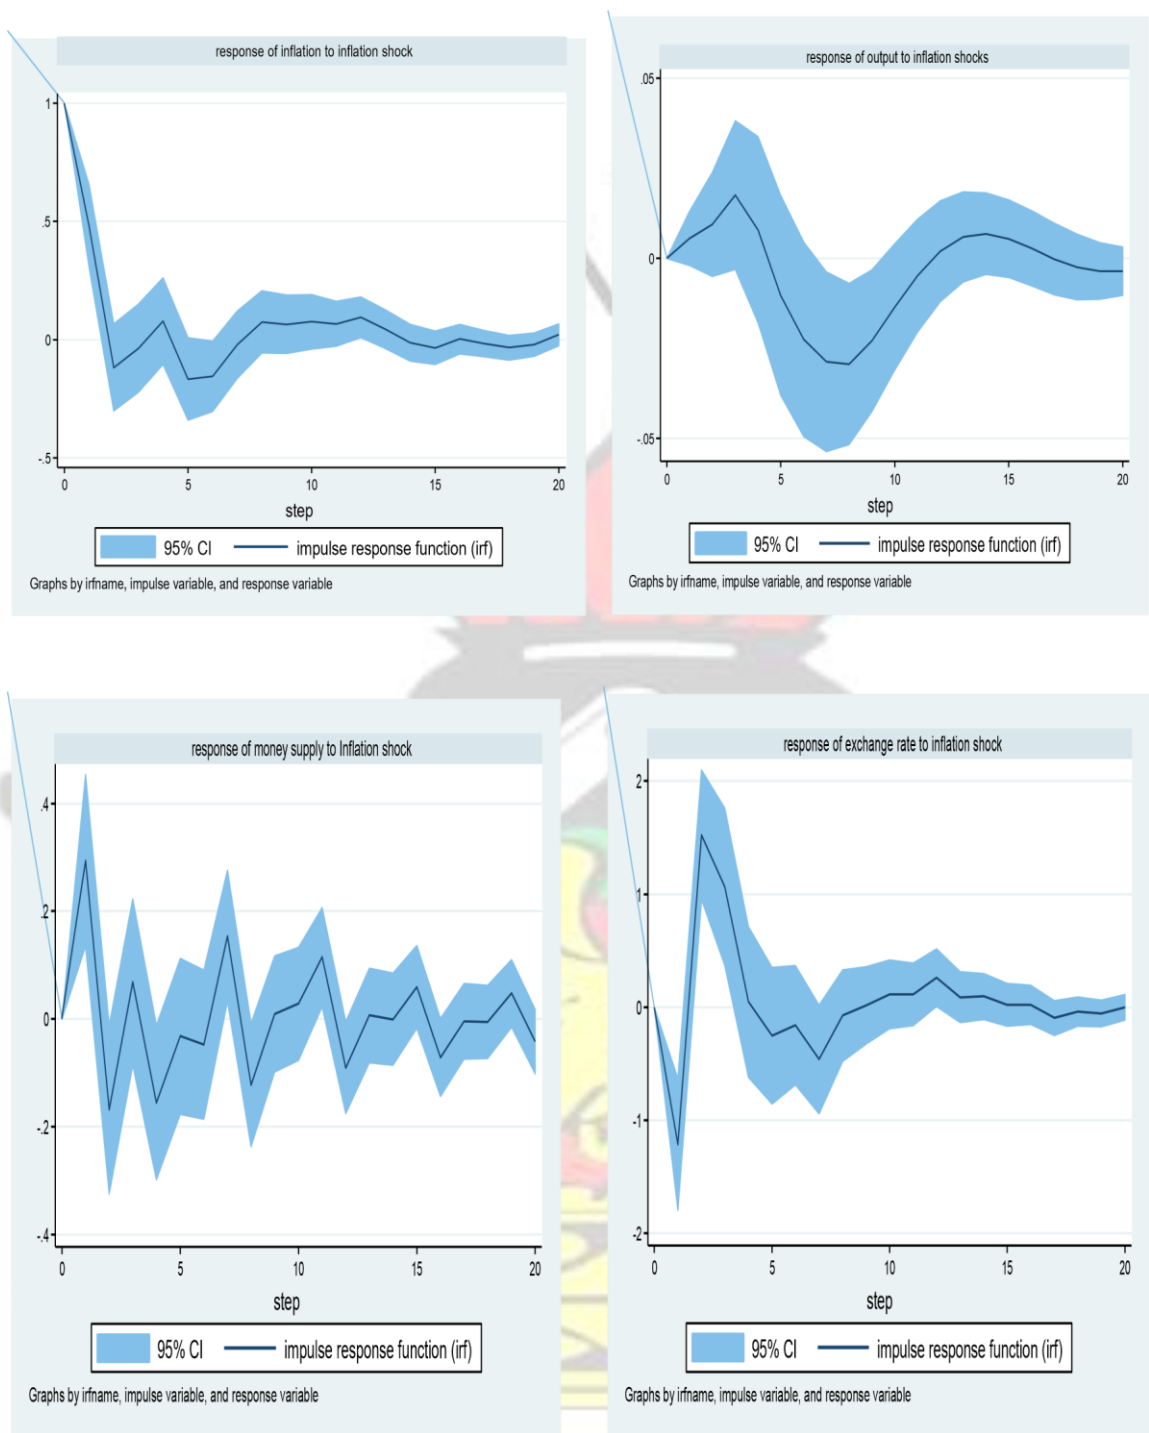 response of inflation to inflation shock
1
.5
0
-.5
0 5 10 15 20
step
95% CI impulse response function (irf)
Graphs by irfname, impulse variable, and response variable
response of output to inflation shocks
.05
0
-.05
0 5 10 15 20
step
95% CI impulse response function (irf)
Graphs by irfname, impulse variable, and response variable
response of money supply to Inflation shock
.4
.2
0
-.2
-.4
0 5 10 15 20
step
95% CI impulse response function (irf)
Graphs by irfname, impulse variable, and response variable
response of exchange rate to inflation shock
2
1
0
-1
-2
0 5 10 15 20
step
95% CI impulse response function (irf)
Graphs by irfname, impulse variable, and response variable